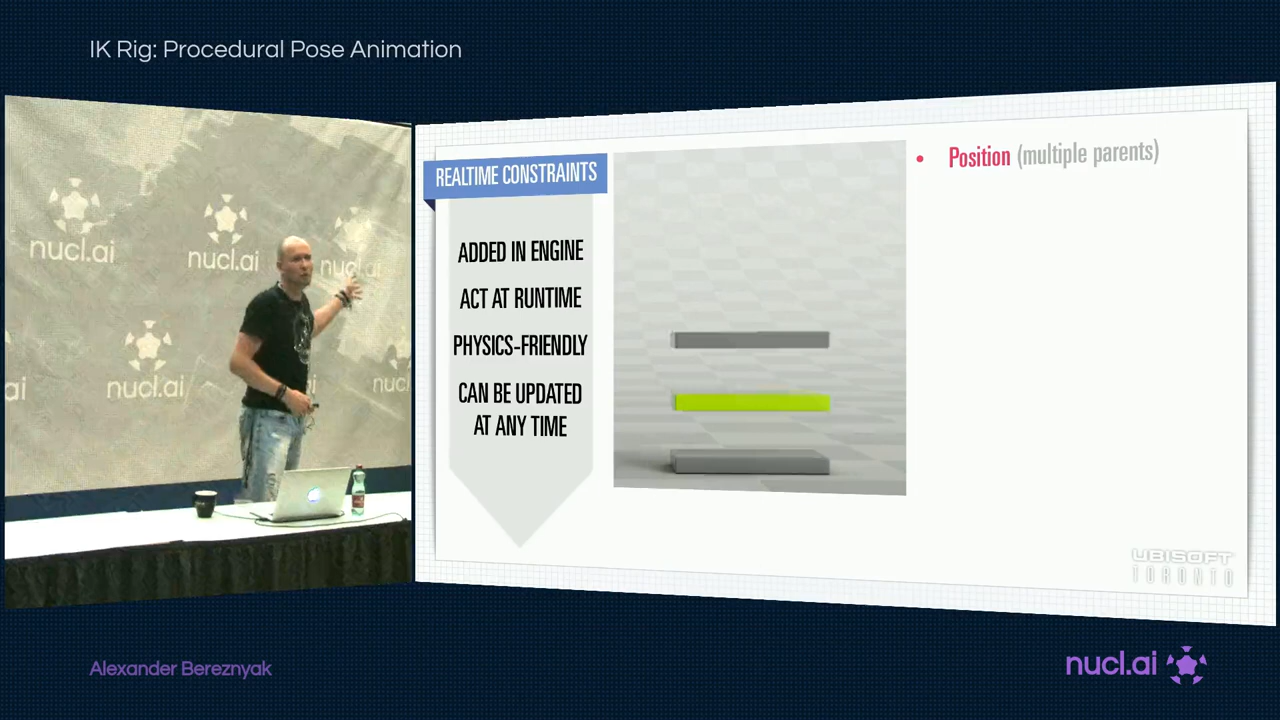 IK Rig: Procedural Pose Animation
nucl.ai
nucl.ai
nucl.ai
ai
nucl.ai
nucl
REALTIME CONSTRAINTS
ADDED IN ENGINE
ACT AT RUNTIME
PHYSICS-FRIENDLY
CAN BE UPDATED
AT ANY TIME
• Position (multiple parents)
UBISOFT
TORONTO
Alexander Bereznyak
nucl.ai